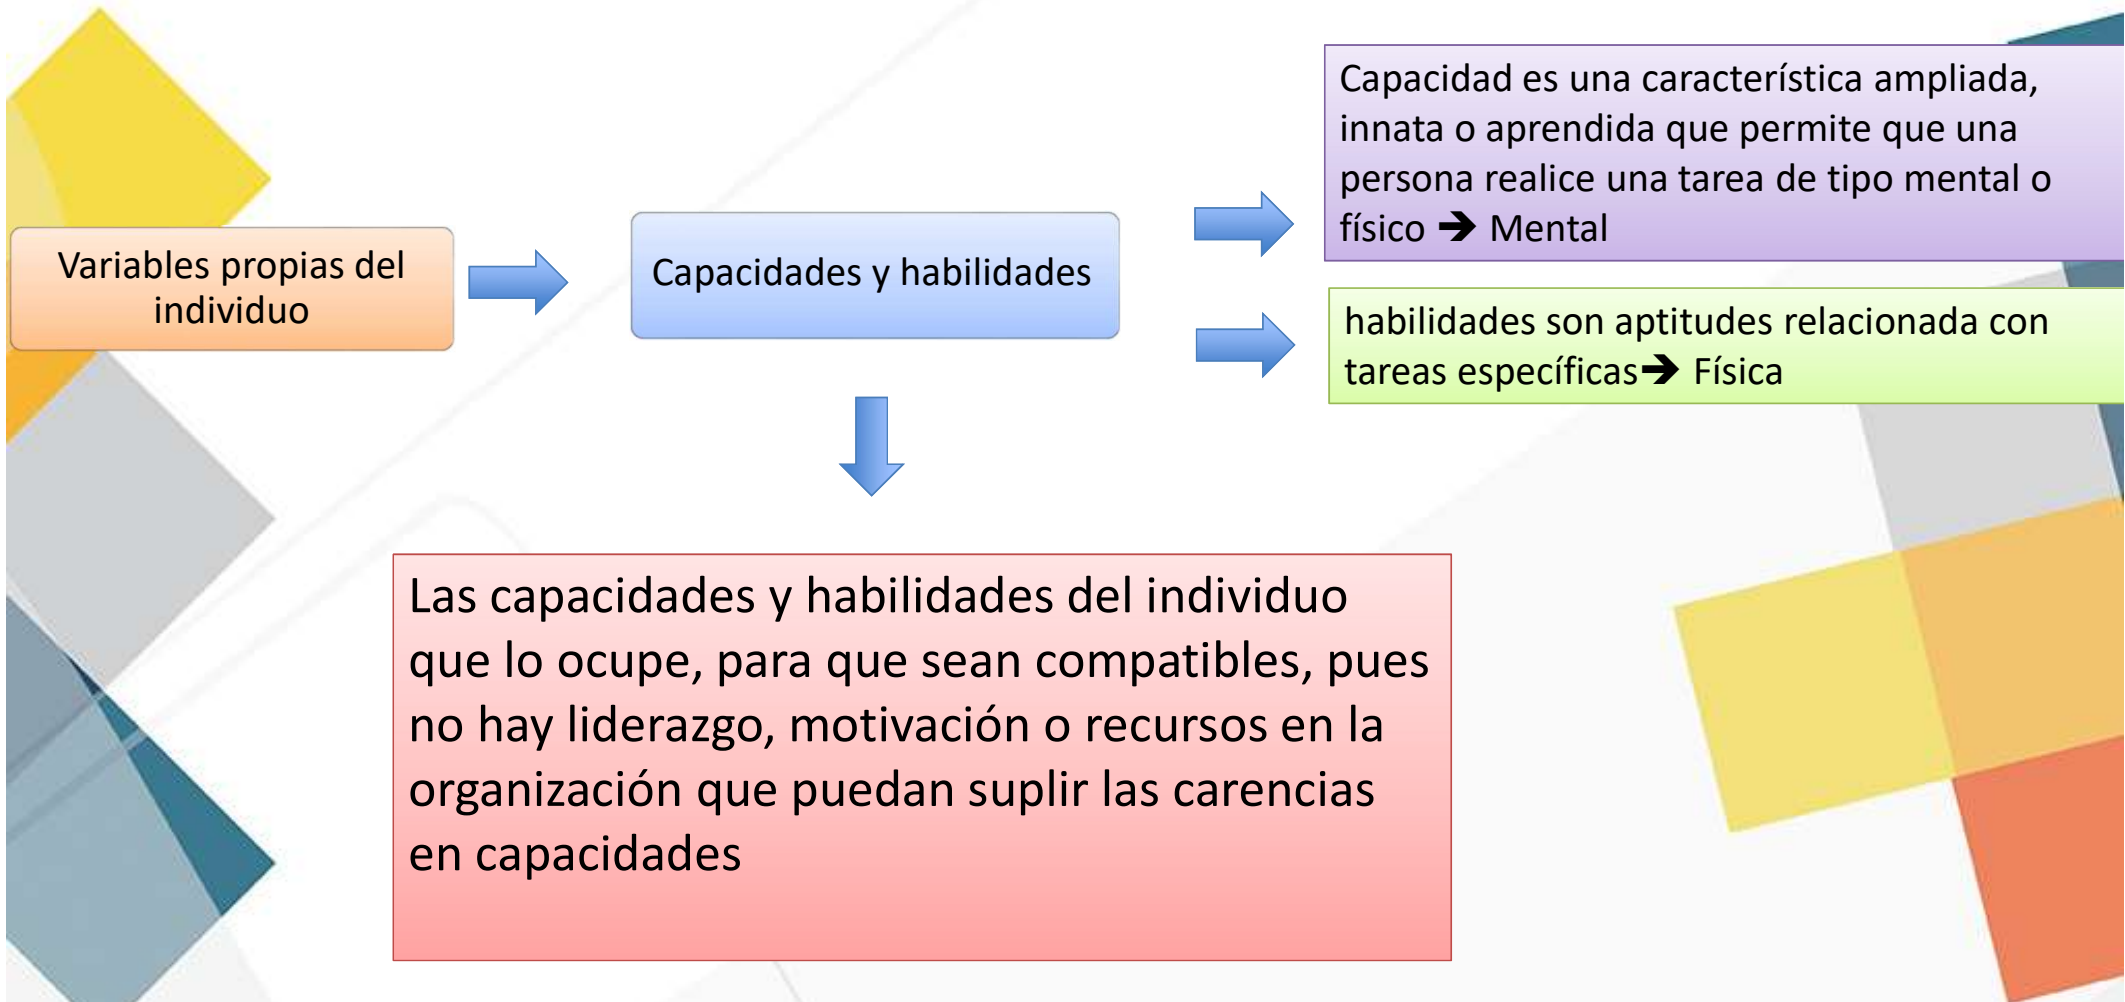 Variables propias del
individuo
Capacidades y habilidades
Capacidad es una característica ampliada,
innata o aprendida que permite que una
persona realice una tarea de tipo mental o
físico ➔ Mental
habilidades son aptitudes relacionada con
tareas específicas➔ Física
Las capacidades y habilidades del individuo
que lo ocupe, para que sean compatibles, pues
no hay liderazgo, motivación o recursos en la
organización que puedan suplir las carencias
en capacidades